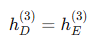 h_D^{(3)} = h_E^{(3)}